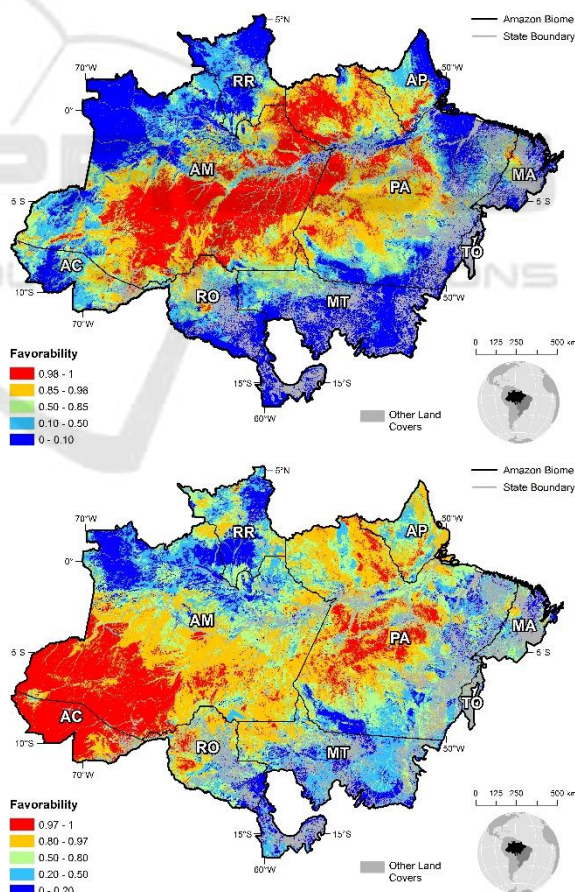 5°N
Amazon Biome
State Boundary
70°W
RR
AP
50°W
0°
AM
PA
MA
5°S
5°S
TO
AC
RO
MT
10°S
50°W
70°W
Favorability
0.98 - 1
0.85 - 0.98
0.50 - 0.85
0.10 - 0.50
0 - 0.10
15°S
15°S
60°W
Other Land
Covers
0 125 250 500 km
5°N
Amazon Biome
State Boundary
70°W
RR
AP
50°W
0°
AM
PA
MA
5°S
5°S
TO
AC
RO
MT
10°S
50°W
70°W
Favorability
0.97 - 1
0.80 - 0.97
0.50 - 0.80
0.20 - 0.50
0 - 0.20
15°S
15°S
60°W
Other Land
Covers
0 125 250 500 km